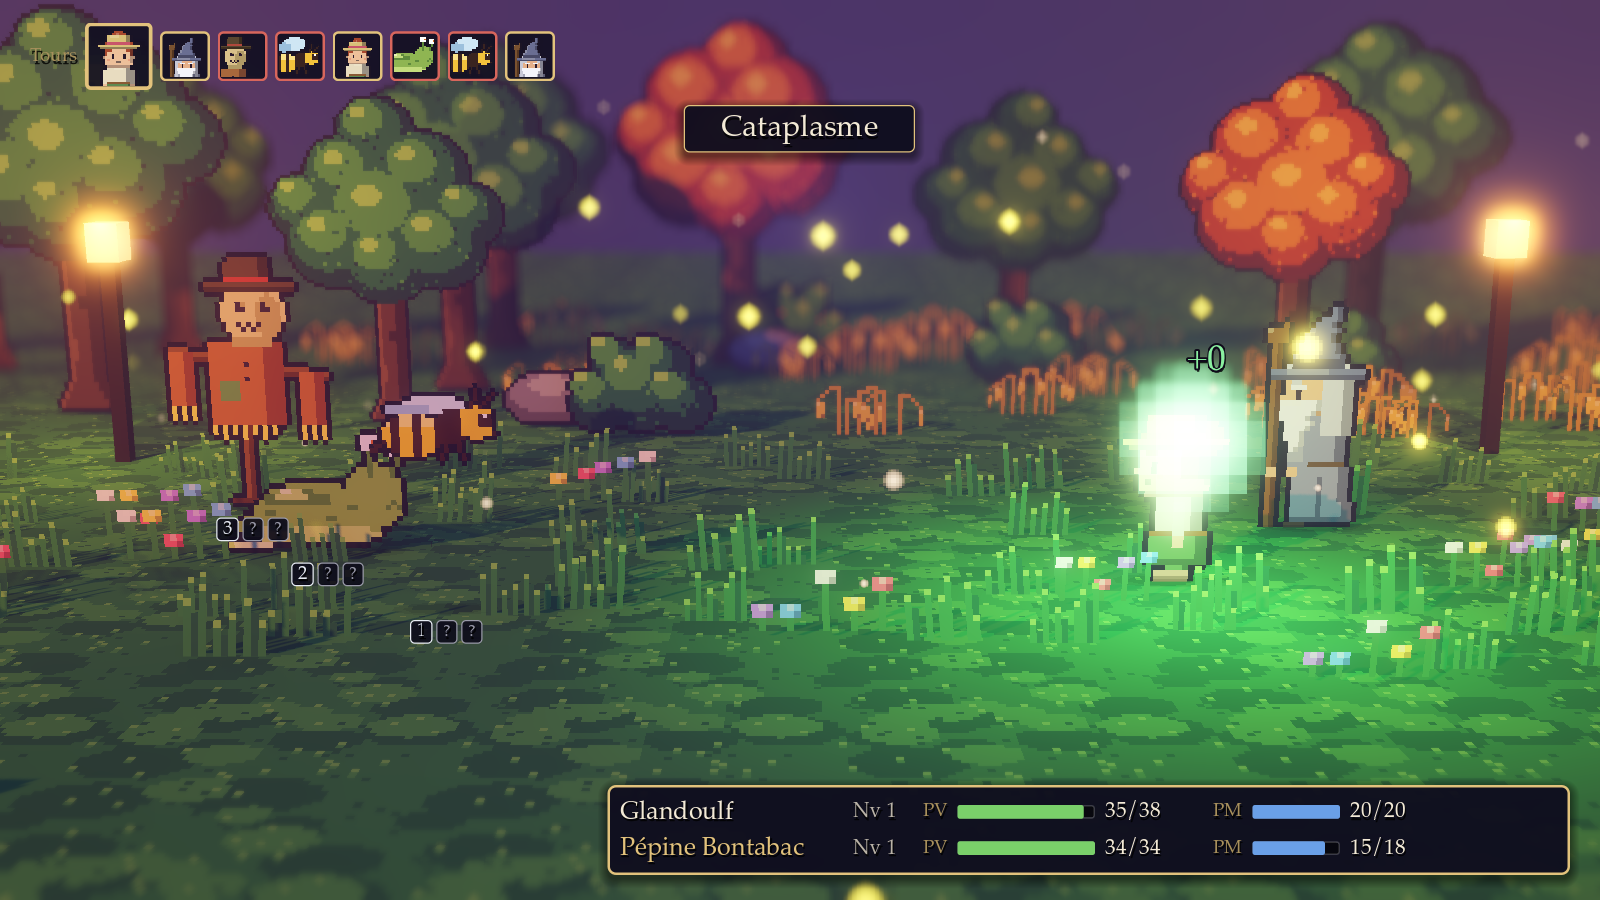 Tours
Cataplasme
+0
3 ? ?
2 ? ?
1 ? ?
Glandoulf Nv 1 PV 35/38 PM 20/20
Pépine Bontabac Nv 1 PV 34/34 PM 15/18